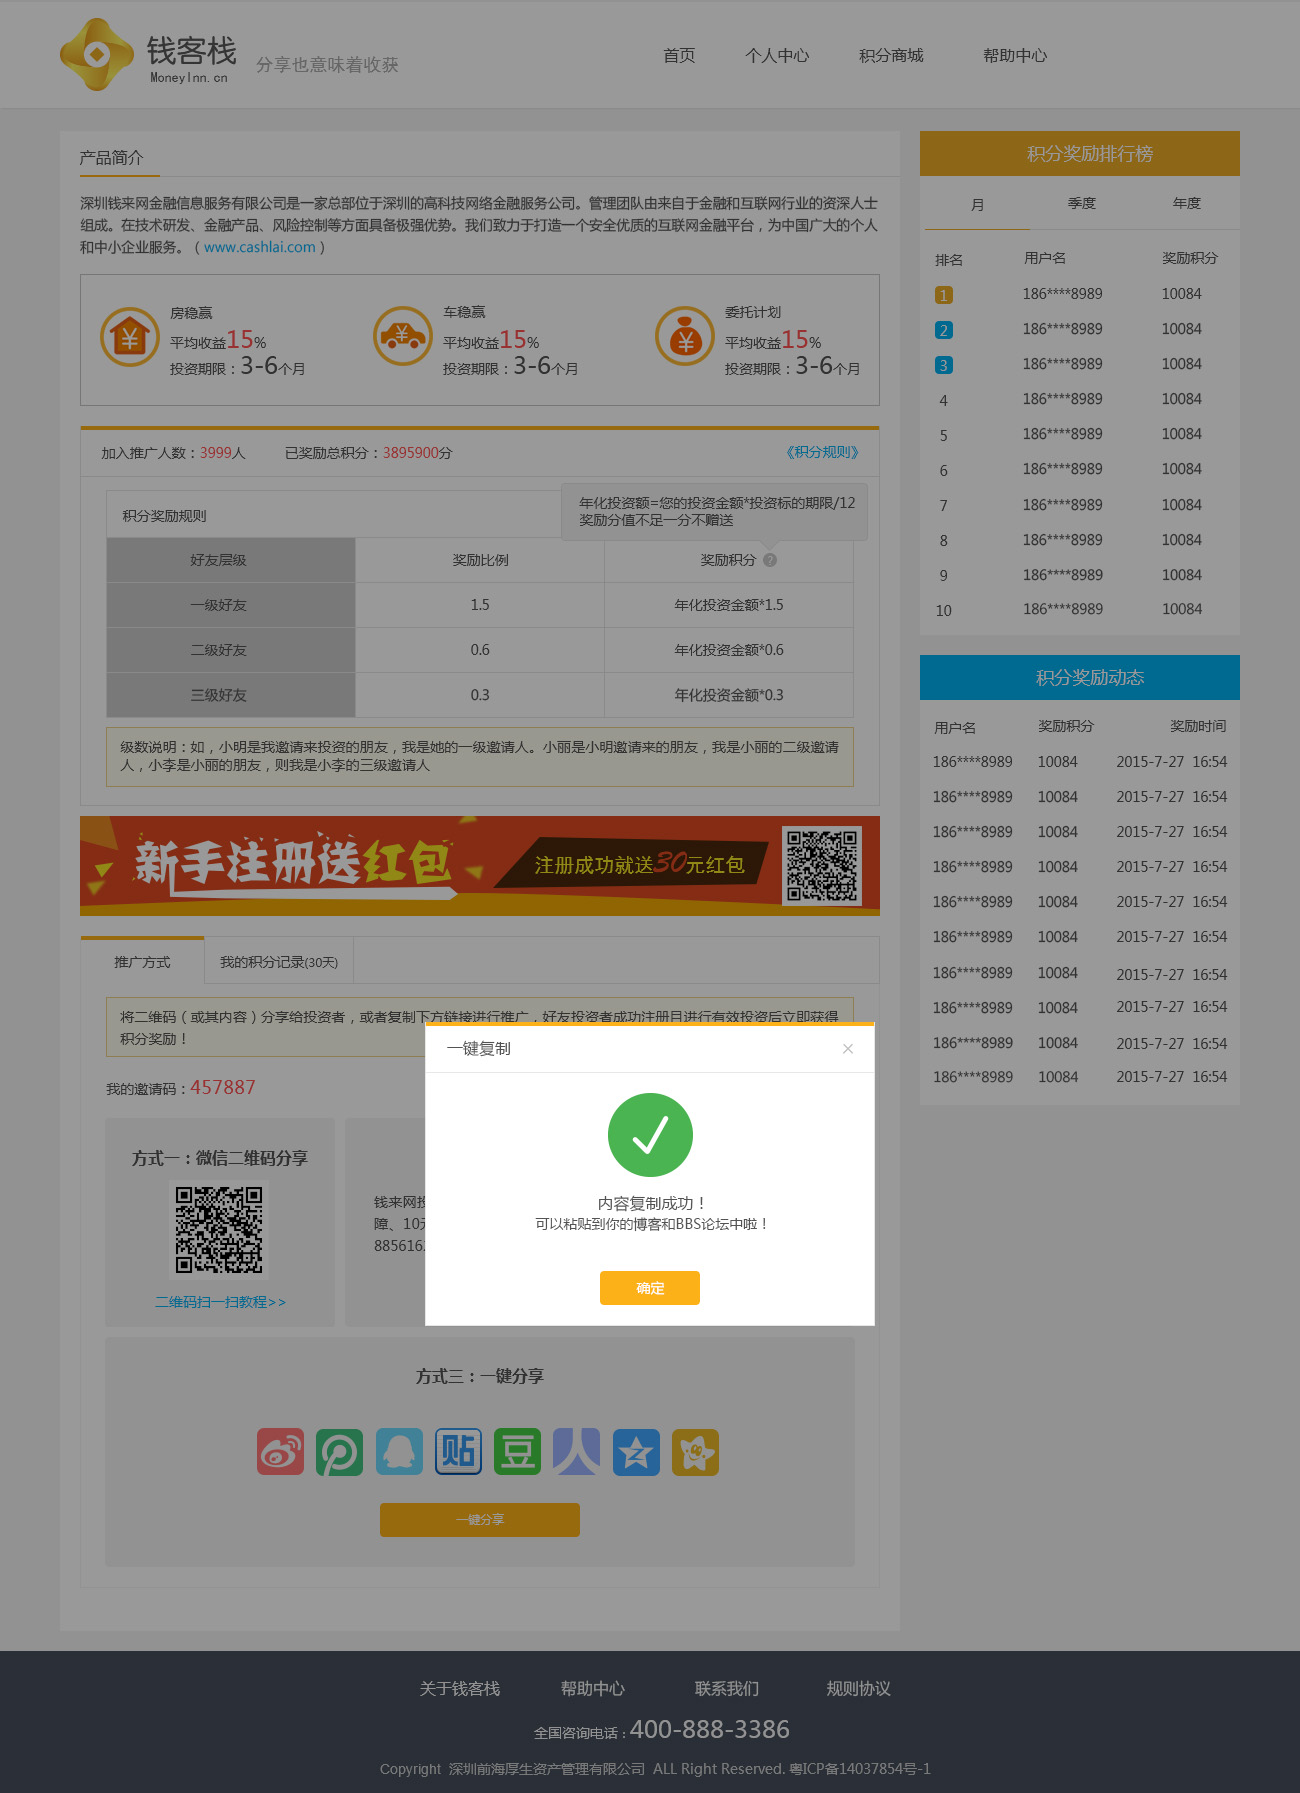 钱客栈
MoneyInn.cn
分享也意味着收获
首页 个人中心 积分商城 帮助中心
产品简介
深圳钱来网金融信息服务有限公司是一家总部位于深圳的高科技网络金融服务公司。管理团队由来自于金融和互联网行业的资深人士
组成。在技术研发、金融产品、风险控制等方面具备极强优势。我们致力于打造一个安全优质的互联网金融平台，为中国广大的个人
和中小企业服务。（ www.cashlai.com ）
房稳赢
平均收益15%
投资期限：3-6个月
车稳赢
平均收益15%
投资期限：3-6个月
委托计划
平均收益15%
投资期限：3-6个月
加入推广人数：3999人 已奖励总积分：3895900分 《积分规则》
年化投资额=您的投资金额*投资标的期限/12
奖励分值不足一分不赠送
积分奖励规则
好友层级 奖励比例 奖励积分 ?
一级好友 1.5 年化投资金额*1.5
二级好友 0.6 年化投资金额*0.6
三级好友 0.3 年化投资金额*0.3
级数说明：如，小明是我邀请来投资的朋友，我是她的一级邀请人。小丽是小明邀请来的朋友，我是小丽的二级邀请
人，小李是小丽的朋友，则我是小李的三级邀请人
新手注册送红包
注册成功就送30元红包
推广方式 我的积分记录(30天)
将二维码（或其内容）分享给投资者，或者复制下方链接进行推广，好友投资者成功注册且进行有效投资后立即获得
积分奖励！
我的邀请码：457887
方式一：微信二维码分享
二维码扫一扫教程>>
钱来网投
障、10元
88561
一键复制 ×
内容复制成功！
可以粘贴到你的博客和BBS论坛中啦！
确定
方式三：一键分享
贴 豆 人
一键分享
积分奖励排行榜
月 季度 年度
排名 用户名 奖励积分
1 186****8989 10084
2 186****8989 10084
3 186****8989 10084
4 186****8989 10084
5 186****8989 10084
6 186****8989 10084
7 186****8989 10084
8 186****8989 10084
9 186****8989 10084
10 186****8989 10084
积分奖励动态
用户名 奖励积分 奖励时间
186****8989 10084 2015-7-27 16:54
186****8989 10084 2015-7-27 16:54
186****8989 10084 2015-7-27 16:54
186****8989 10084 2015-7-27 16:54
186****8989 10084 2015-7-27 16:54
186****8989 10084 2015-7-27 16:54
186****8989 10084 2015-7-27 16:54
186****8989 10084 2015-7-27 16:54
186****8989 10084 2015-7-27 16:54
186****8989 10084 2015-7-27 16:54
关于钱客栈 帮助中心 联系我们 规则协议
全国咨询电话：400-888-3386
Copyright 深圳前海厚生资产管理有限公司 ALL Right Reserved. 粤ICP备14037854号-1